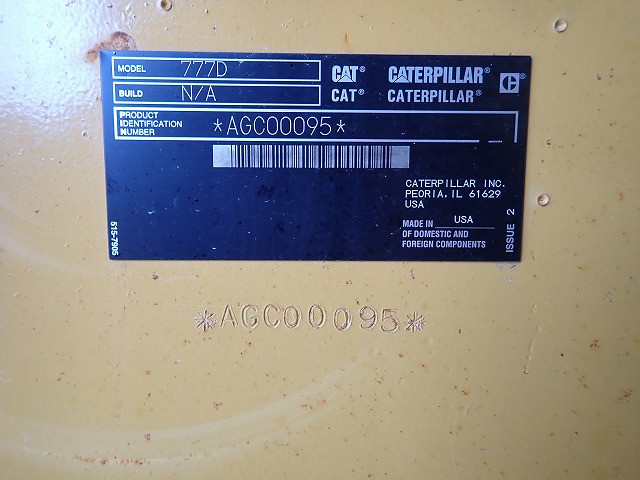 MODEL 777D CAT® CATERPILLAR®
BUILD N/A CAT® CATERPILLAR®
PRODUCT
IDENTIFICATION
NUMBER
*AGC00095*
CATERPILLAR INC.
PEORIA, IL 61629
USA
MADE IN USA
OF DOMESTIC AND
FOREIGN COMPONENTS
ISSUE 2
515-7905
*AGC00095*